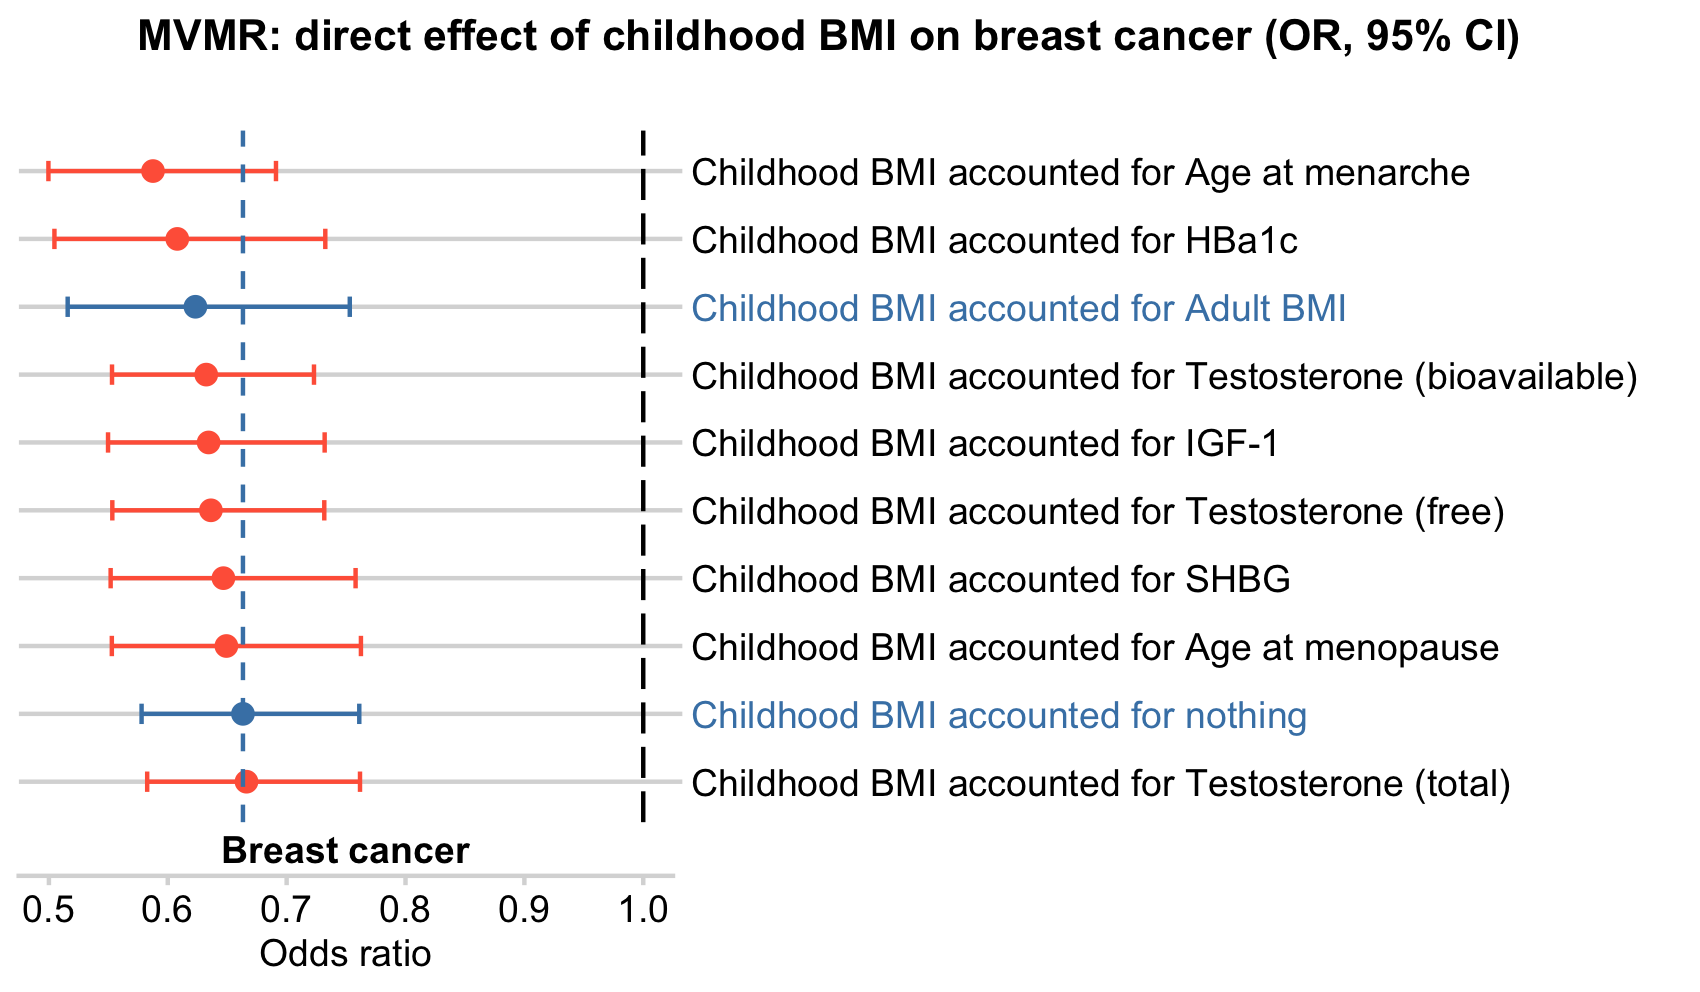 MVMR: direct effect of childhood BMI on breast cancer (OR, 95% CI)
Childhood BMI accounted for Age at menarche
Childhood BMI accounted for HBa1c
Childhood BMI accounted for Adult BMI
Childhood BMI accounted for Testosterone (bioavailable)
Childhood BMI accounted for IGF-1
Childhood BMI accounted for Testosterone (free)
Childhood BMI accounted for SHBG
Childhood BMI accounted for Age at menopause
Childhood BMI accounted for nothing
Childhood BMI accounted for Testosterone (total)
Breast cancer
0.5 0.6 0.7 0.8 0.9 1.0
Odds ratio